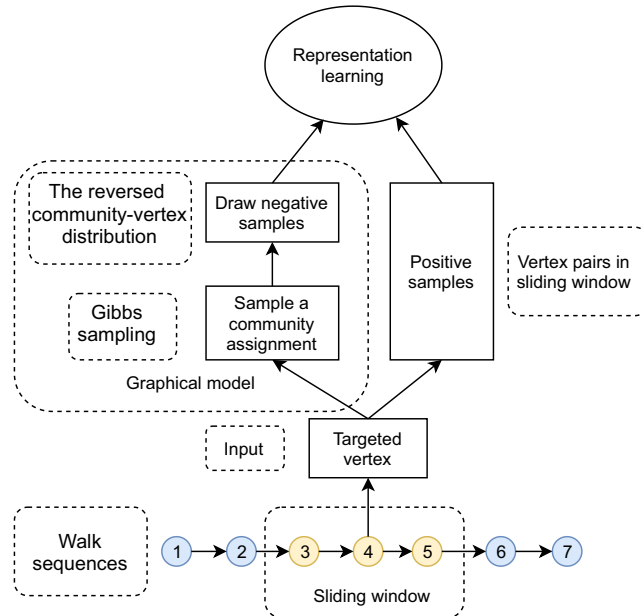 Representation
learning
The reversed
community-vertex
distribution
Draw negative
samples
Positive
samples
Vertex pairs in
sliding window
Gibbs
sampling
Sample a
community
assignment
Graphical model
Input
Targeted
vertex
Walk
sequences
1 2 3 4 5 6 7
Sliding window